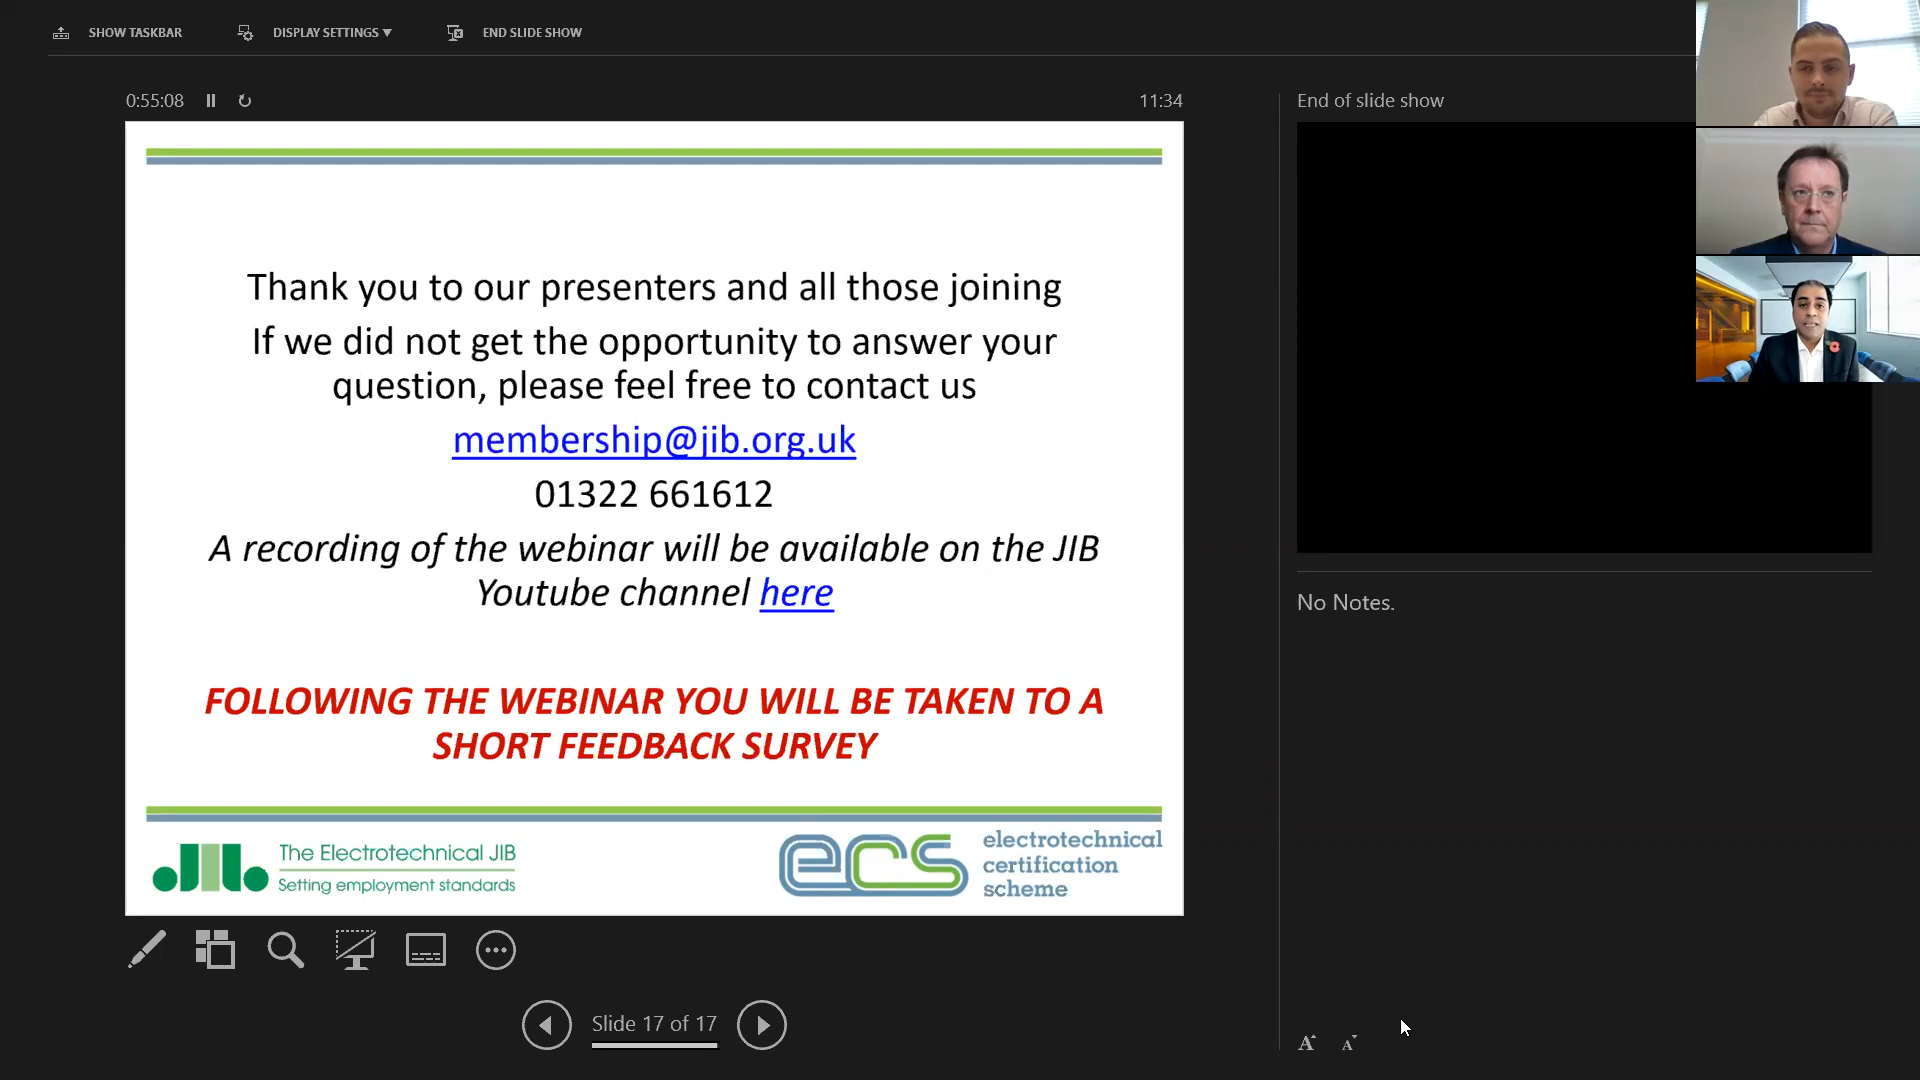 SHOW TASKBAR
DISPLAY SETTINGS ▼
END SLIDE SHOW
0:55:08
11:34
End of slide show
Thank you to our presenters and all those joining
If we did not get the opportunity to answer your
question, please feel free to contact us
membership@jib.org.uk
01322 661612
A recording of the webinar will be available on the JIB
Youtube channel here
FOLLOWING THE WEBINAR YOU WILL BE TAKEN TO A
SHORT FEEDBACK SURVEY
JIB
The Electrotechnical JIB
Setting employment standards
ecs
electrotechnical
certification
scheme
No Notes.
Slide 17 of 17
A
A